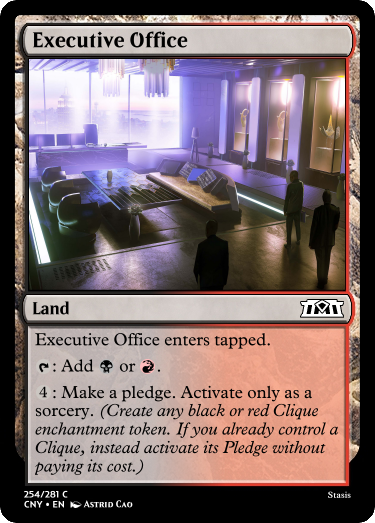 Executive Office
Land
Executive Office enters tapped.
: Add or .
4 : Make a pledge. Activate only as a
sorcery. (Create any black or red Clique
enchantment token. If you already control a
Clique, instead activate its Pledge without
paying its cost.)
254/281 C
Stasis
CNY • EN Astrid Cao